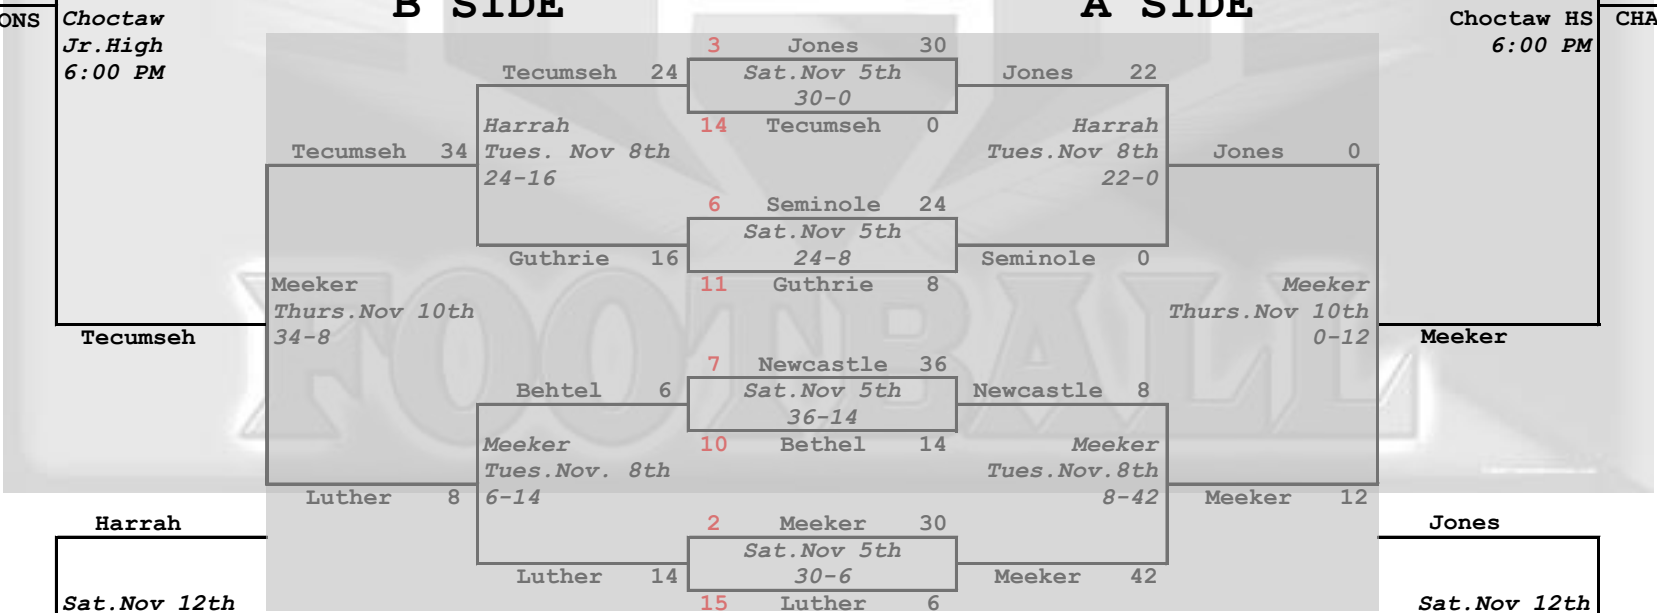 B SIDE A SIDE
ONS Choctaw Choctaw HS CHA
Jr.High 3 Jones 30 6:00 PM
6:00 PM Tecumseh 24 Sat.Nov 5th Jones 22
30-0
Harrah 14 Tecumseh 0 Harrah
Tecumseh 34 Tues. Nov 8th Tues.Nov 8th Jones 0
24-16 22-0
6 Seminole 24
Sat.Nov 5th
Guthrie 16 24-8 Seminole 0
Meeker 11 Guthrie 8 Meeker
Thurs.Nov 10th Thurs.Nov 10th
Tecumseh 34-8 0-12 Meeker
FOOTBALL
7 Newcastle 36
Behtel 6 Sat.Nov 5th Newcastle 8
36-14
Meeker 10 Bethel 14 Meeker
Tues.Nov. 8th Tues.Nov.8th
Luther 8 6-14 8-42 Meeker 12
Harrah 2 Meeker 30 Jones
Sat.Nov 5th
Luther 14 30-6 Meeker 42
Sat.Nov 12th 15 Luther 6 Sat.Nov 12th